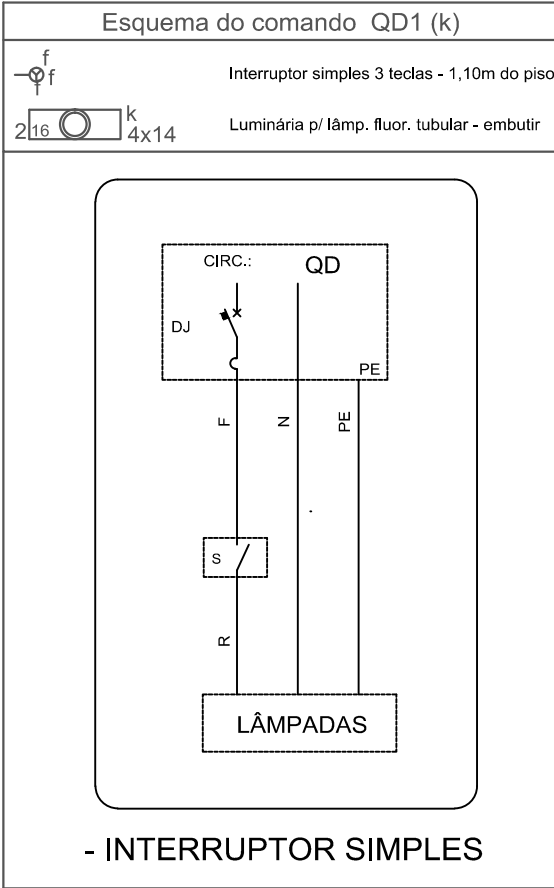 Esquema do comando QD1 (k)
f
f
f
Interruptor simples 3 teclas - 1,10m do piso
k
2 16 4x14
Luminária p/ lâmp. fluor. tubular - embutir
CIRC.: QD
DJ
PE
F N PE
S
R
LÂMPADAS
- INTERRUPTOR SIMPLES